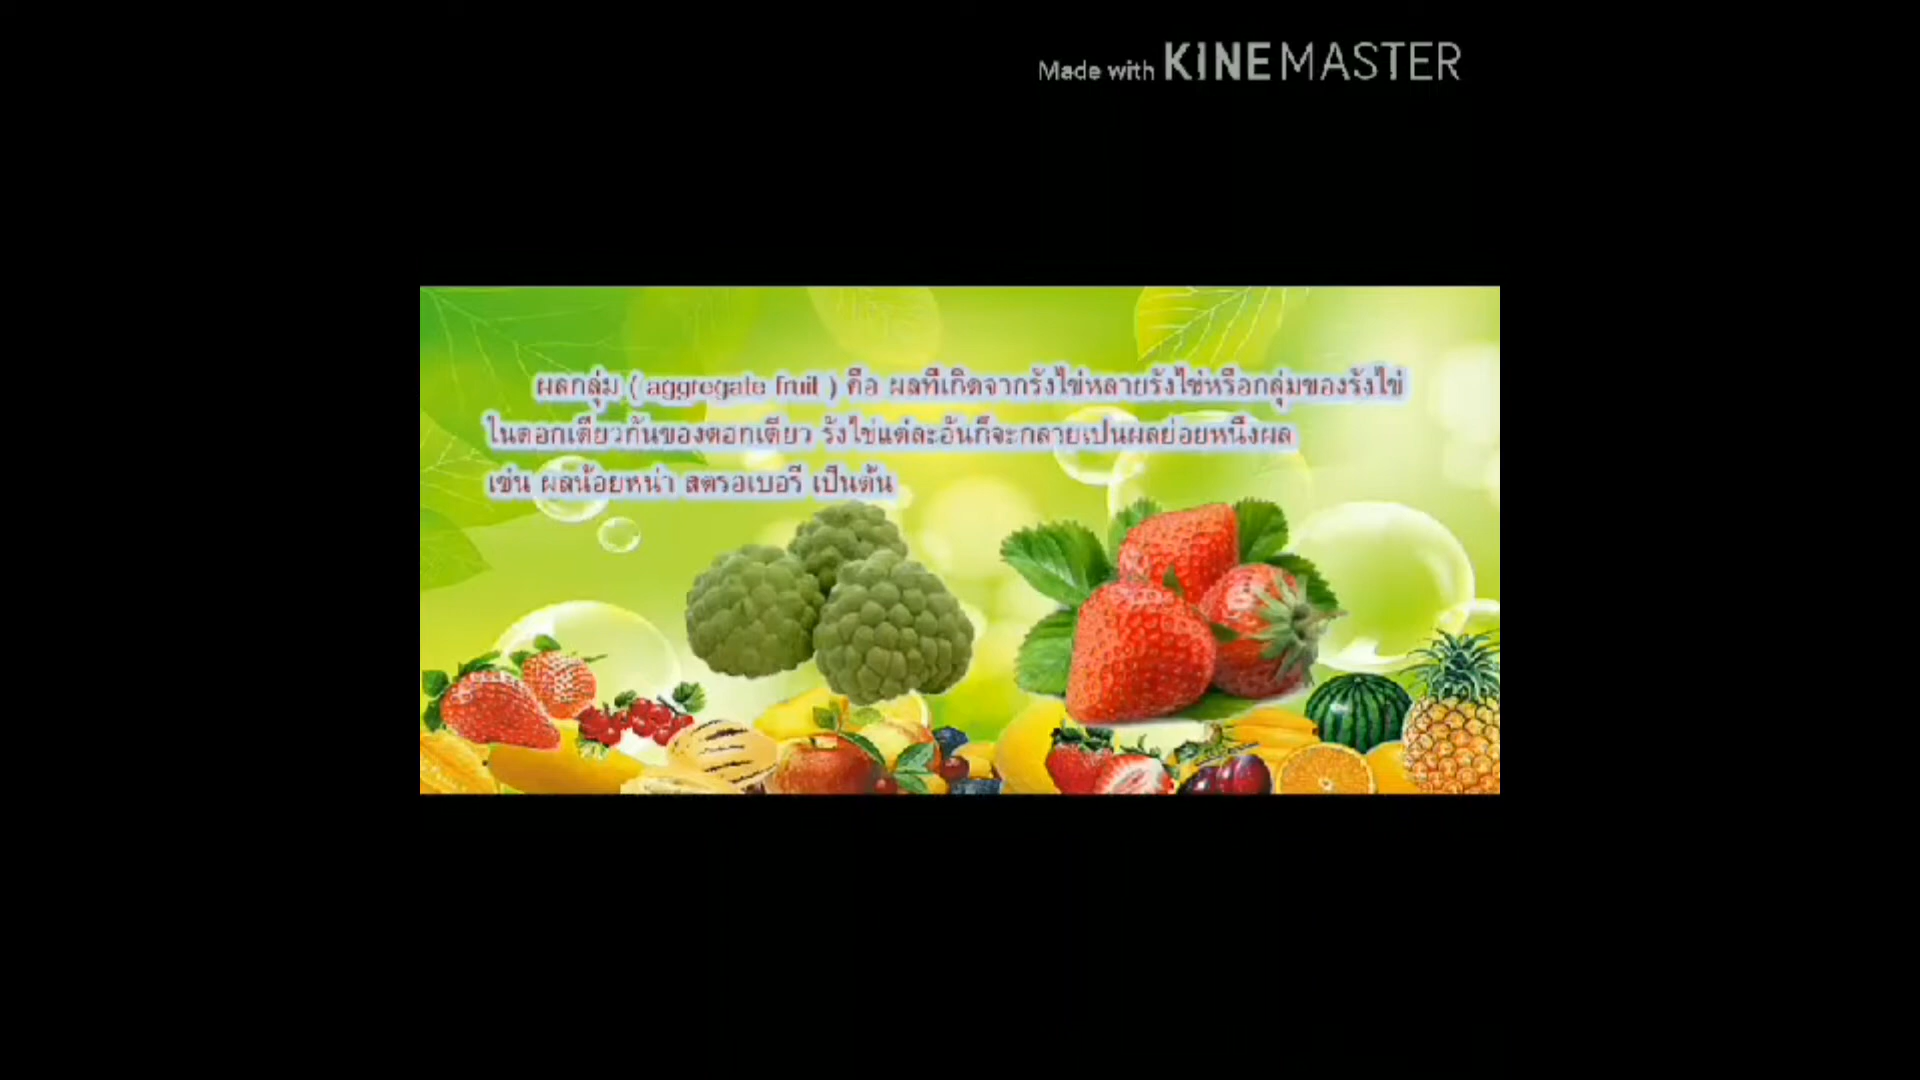 Made with KINEMASTER
ผลกลุ่ม ( aggregate fruit ) คือ ผลที่เกิดจากรังไข่หลายรังไข่หรือกลุ่มของรังไข่
ในดอกเดียวกันของดอกเดียว รังไข่แต่ละอันก็จะกลายเป็นผลย่อยหนึ่งผล
เช่น ผลน้อยหน่า สตรอเบอรี เป็นต้น